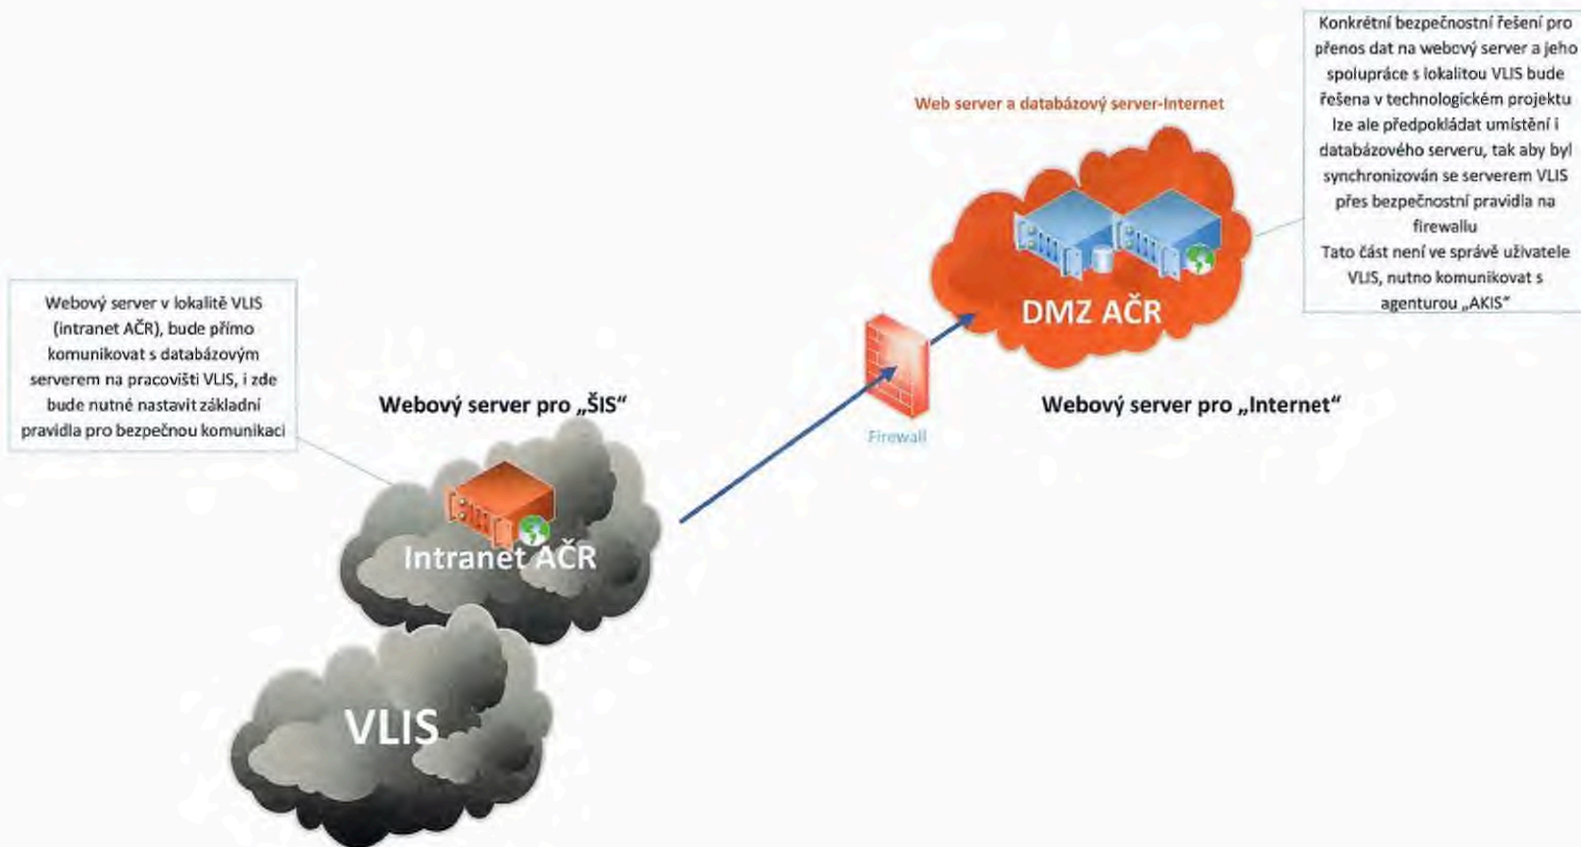 Konkrétní bezpečnostní řešení pro
přenos dat na webový server a jeho
spolupráce s lokalitou VLIS bude
řešena v technologickém projektu
lze ale předpokládat umístění i
databázového serveru, tak aby byl
synchronizován se serverem VLIS
přes bezpečnostní pravidla na
firewallu
Tato část není ve správě uživatele
VLIS, nutno komunikovat s
agenturou „AKIS“
Web server a databázový server-Internet
DMZ AČR
Webový server v lokalitě VLIS
(intranet AČR), bude přímo
komunikovat s databázovým
serverem na pracovišti VLIS, i zde
bude nutné nastavit základní
pravidla pro bezpečnou komunikaci
Webový server pro „ŠIS“
Webový server pro „Internet“
Firewall
Intranet AČR
VLIS